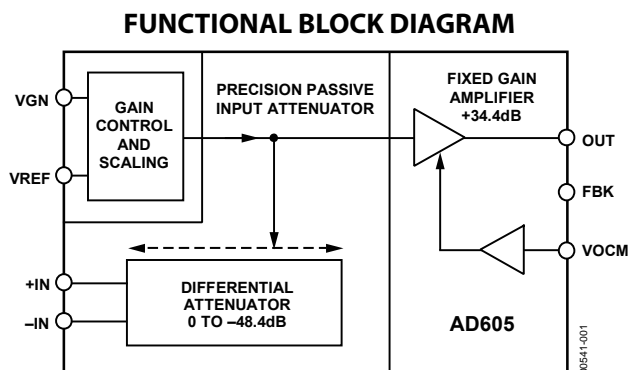 FUNCTIONAL BLOCK DIAGRAM
VGN
VREF
GAIN
CONTROL
AND
SCALING
PRECISION PASSIVE
INPUT ATTENUATOR
FIXED GAIN
AMPLIFIER
+34.4dB
OUT
FBK
VOCM
+IN
–IN
DIFFERENTIAL
ATTENUATOR
0 TO –48.4dB
AD605
00541-001